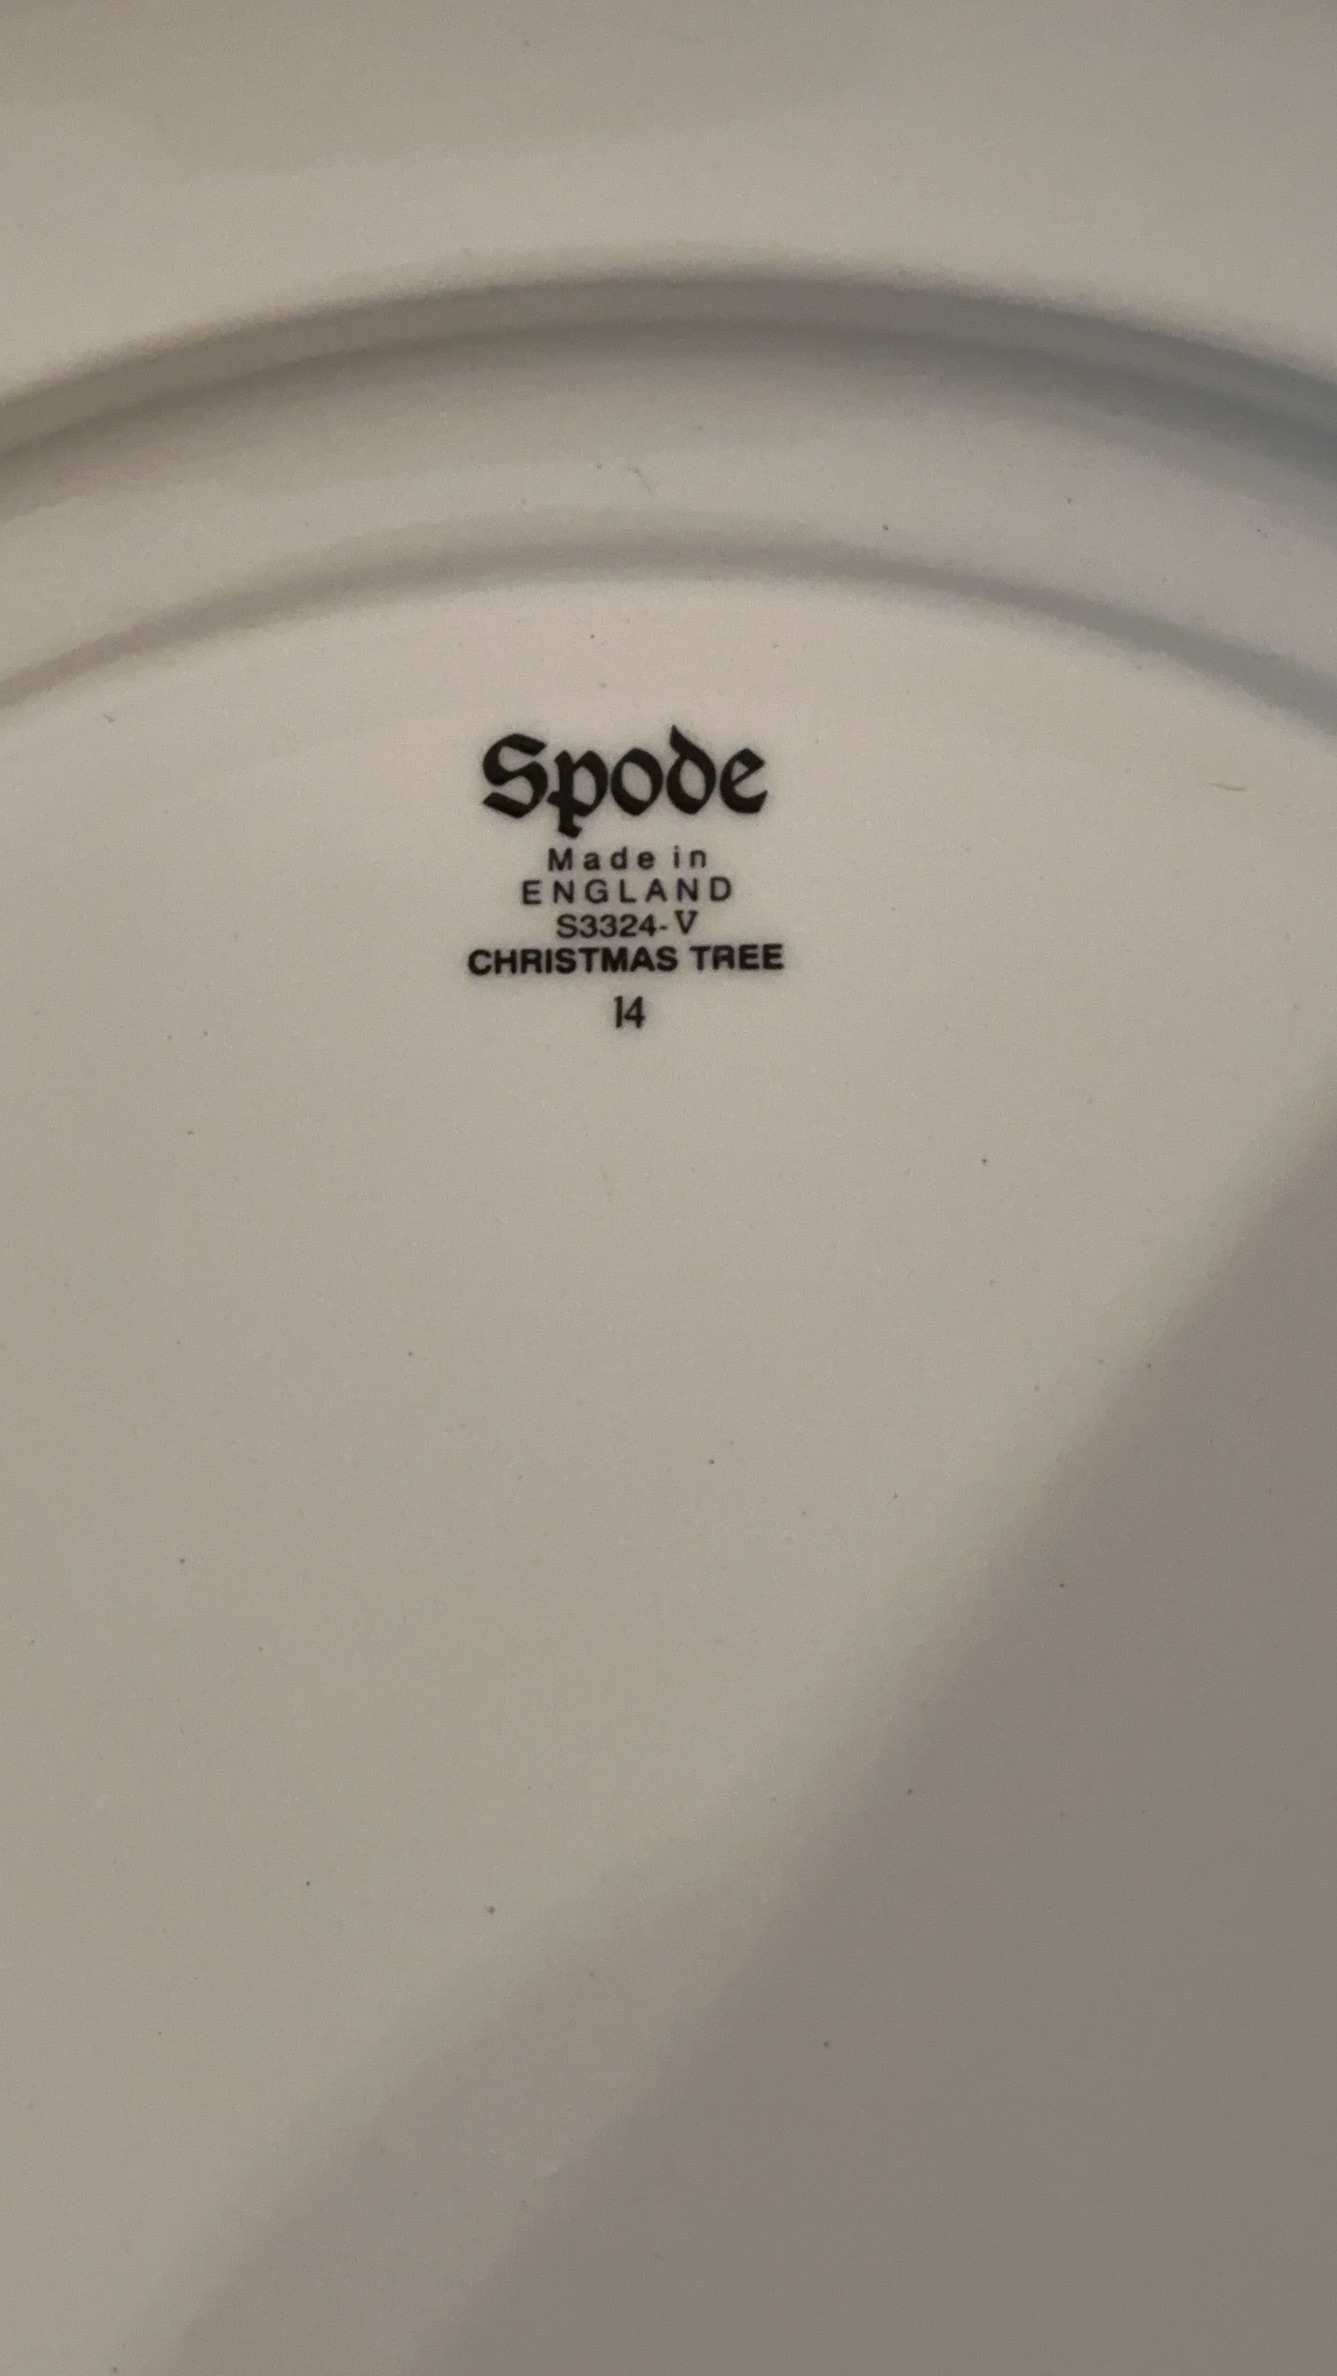 Spode
Made in
ENGLAND
S3324-V
CHRISTMAS TREE
14